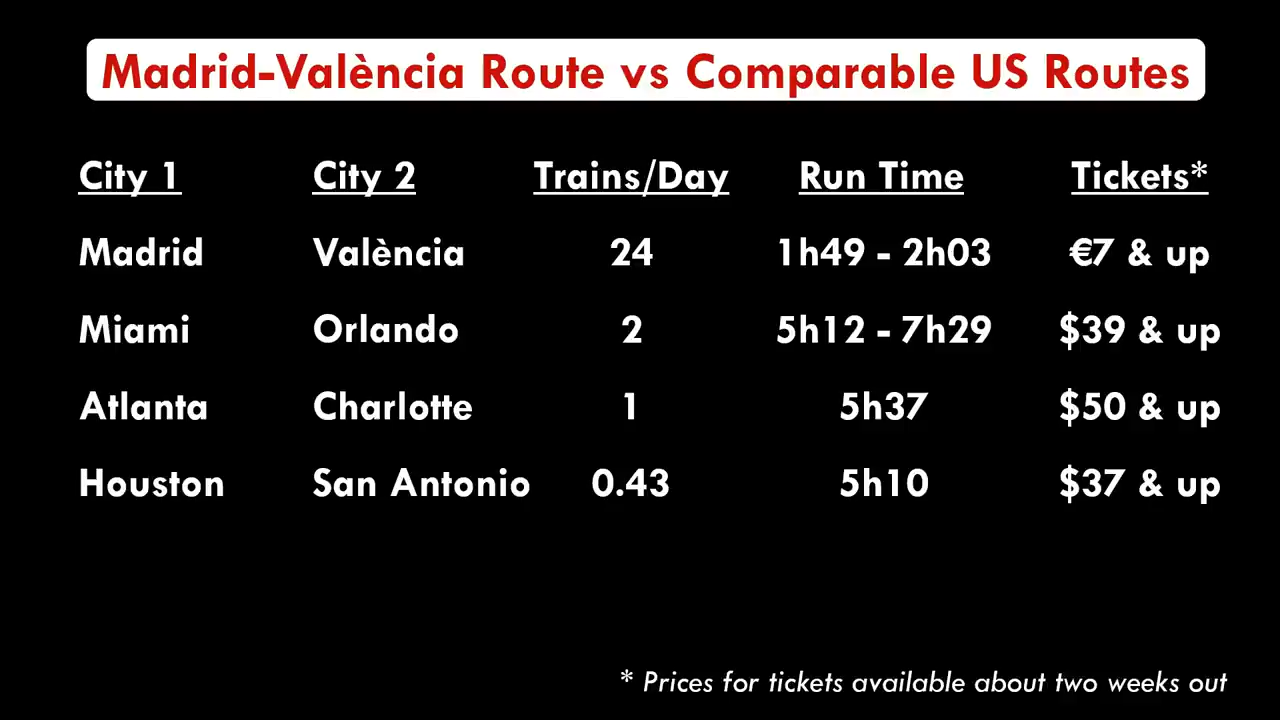 Madrid-València Route vs Comparable US Routes
City 1 City 2 Trains/Day Run Time Tickets*
Madrid València 24 1h49 - 2h03 €7 & up
Miami Orlando 2 5h12 - 7h29 $39 & up
Atlanta Charlotte 1 5h37 $50 & up
Houston San Antonio 0.43 5h10 $37 & up
* Prices for tickets available about two weeks out